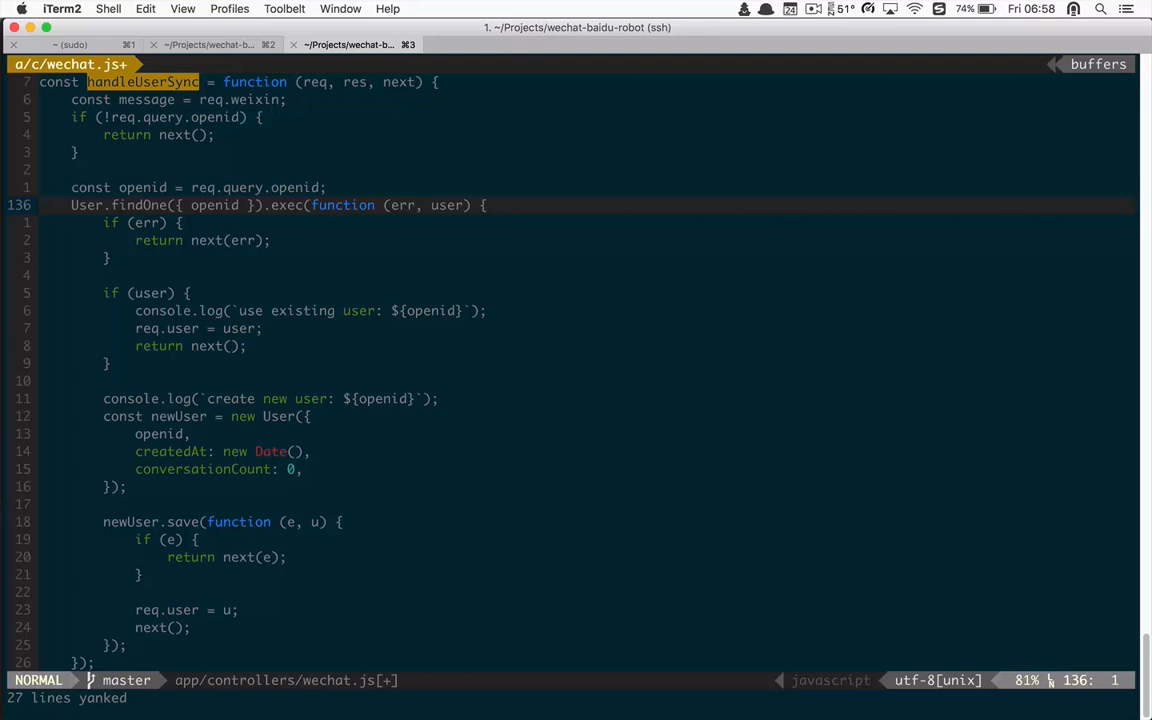 iTerm2 Shell Edit View Profiles Toolbelt Window Help 24 51° 74% Fri 06:58
1. ~/Projects/wechat-baidu-robot (ssh)
~ (sudo) ⌘1 ~/Projects/wechat-b... ⌘2 ~/Projects/wechat-b... ⌘3
a/c/wechat.js+ buffers
7 const handleUserSync = function (req, res, next) {
6 const message = req.weixin;
5 if (!req.query.openid) {
4 return next();
3 }
2
1 const openid = req.query.openid;
136 User.findOne({ openid }).exec(function (err, user) {
1 if (err) {
2 return next(err);
3 }
4
5 if (user) {
6 console.log(`use existing user: ${openid}`);
7 req.user = user;
8 return next();
9 }
10
11 console.log(`create new user: ${openid}`);
12 const newUser = new User({
13 openid,
14 createdAt: new Date(),
15 conversationCount: 0,
16 });
17
18 newUser.save(function (e, u) {
19 if (e) {
20 return next(e);
21 }
22
23 req.user = u;
24 next();
25 });
26 });
NORMAL master app/controllers/wechat.js[+] javascript utf-8[unix] 81% 136: 1
27 lines yanked